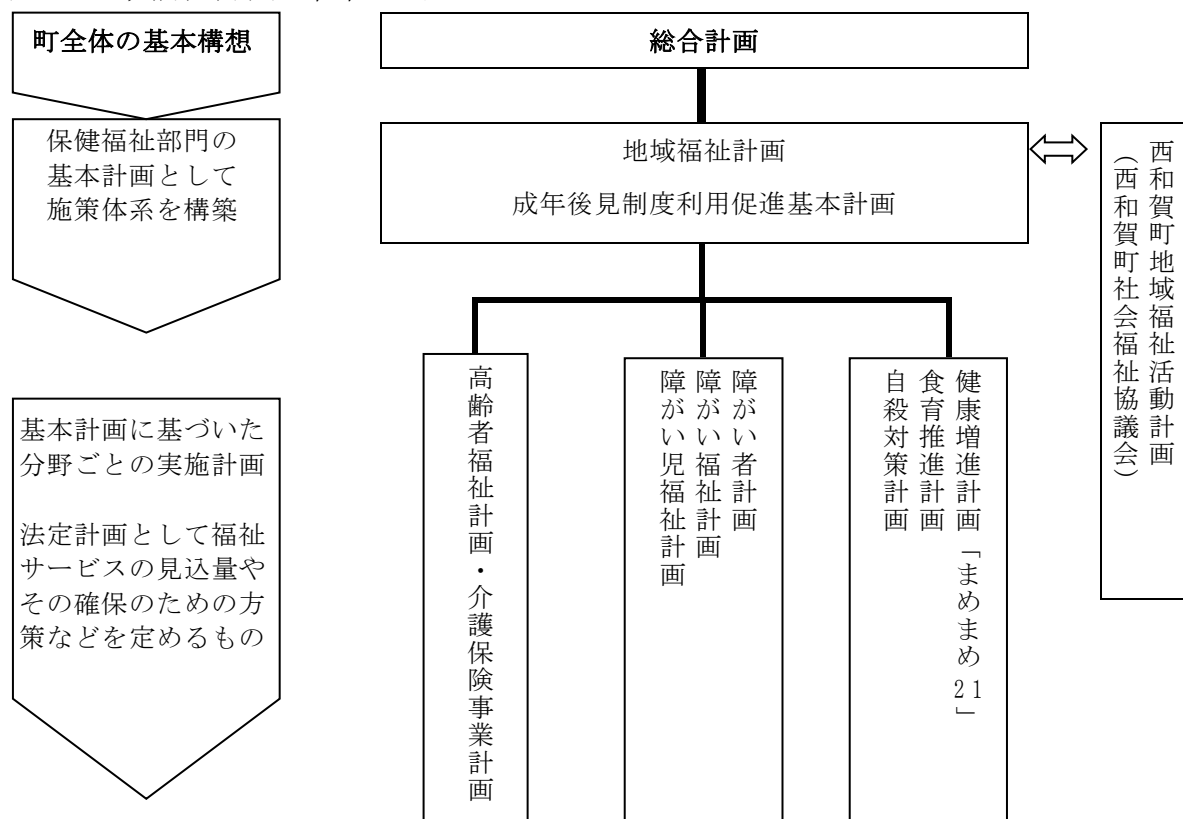 町全体の基本構想
総合計画
保健福祉部門の
基本計画として
施策体系を構築
地域福祉計画
成年後見制度利用促進基本計画
西和賀町地域福祉活動計画
(西和賀町社会福祉協議会)
基本計画に基づいた
分野ごとの実施計画
法定計画として福祉
サービスの見込量や
その確保のための方
策などを定めるもの
高齢者福祉計画・介護保険事業計画
障がい者計画
障がい福祉計画
障がい児福祉計画
健康増進計画「まめまめ21」
食育推進計画
自殺対策計画